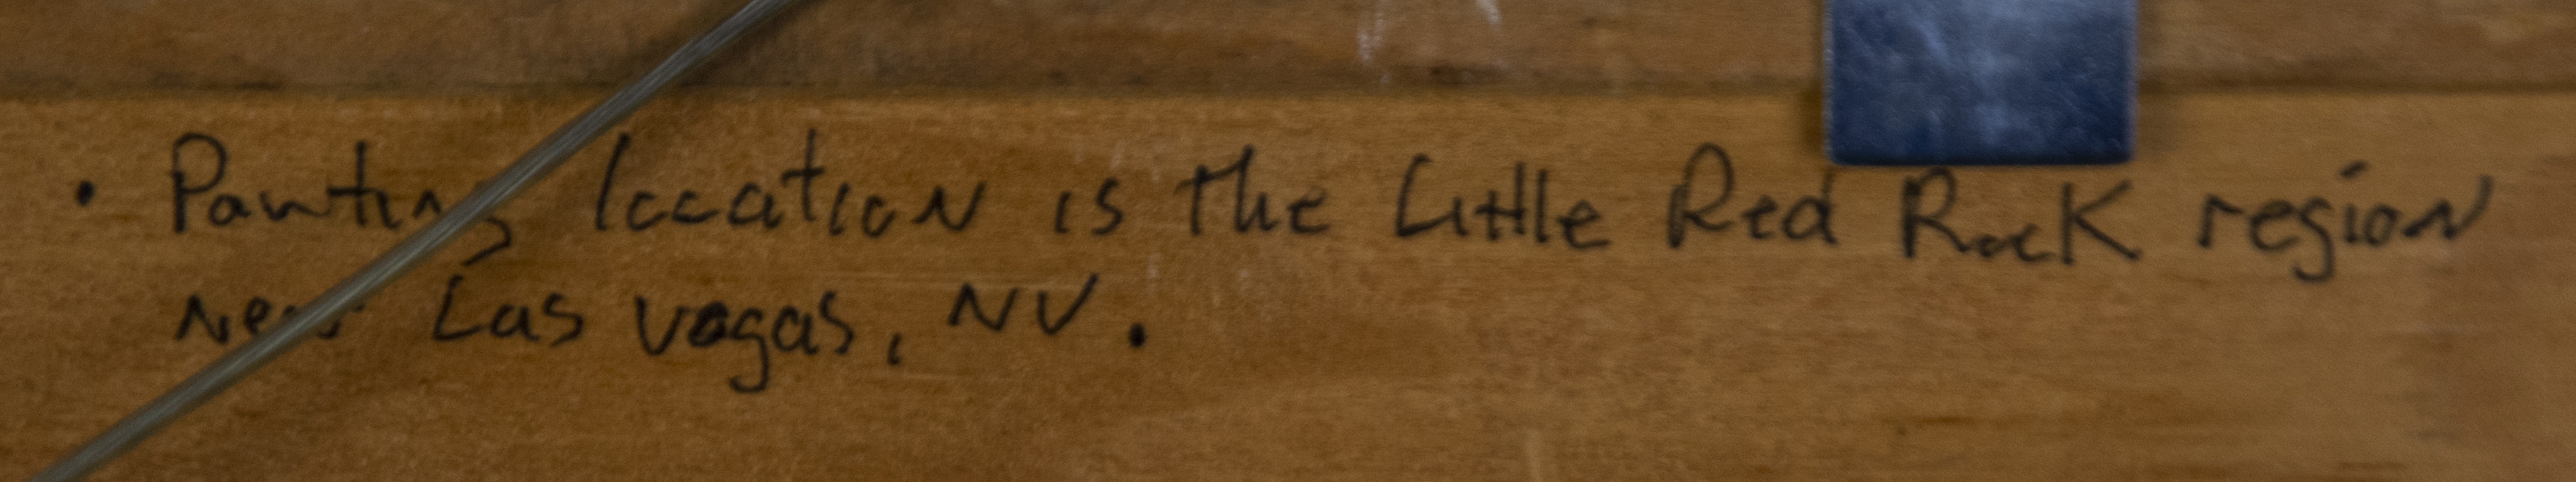 • Painting location is the Little Red Rock region
near Las Vegas, NV.